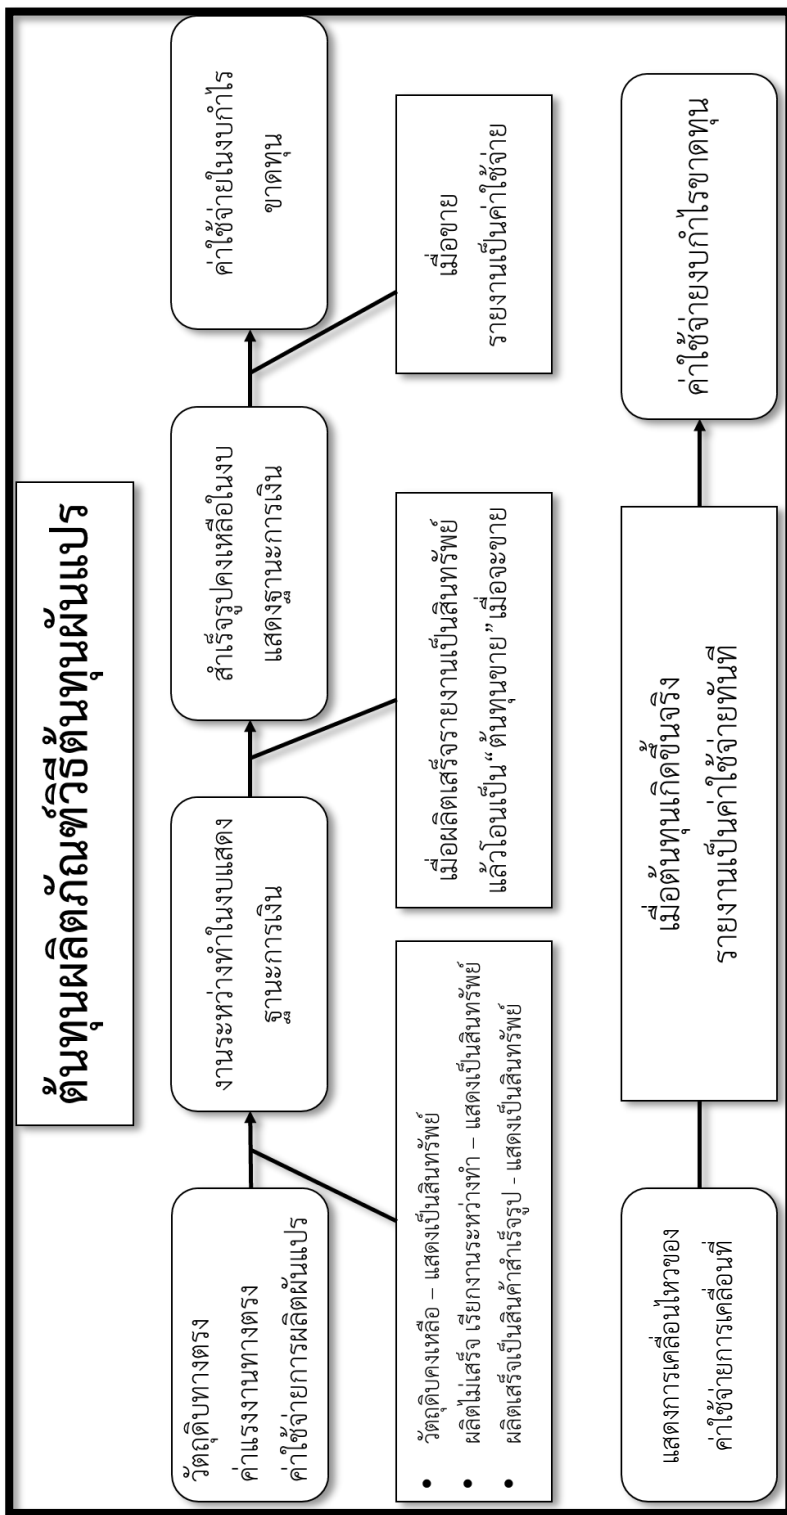 ต้นทุนผลิตภัณฑ์วิธีต้นทุนผันแปร
วัตถุดิบทางตรง
ค่าแรงงานทางตรง
ค่าใช้จ่ายการผลิตผันแปร
งานระหว่างทำในงบแสดง
ฐานะการเงิน
สำเร็จรูปคงเหลือในงบ
แสดงฐานะการเงิน
ค่าใช้จ่ายในงบกำไร
ขาดทุน
• วัตถุดิบคงเหลือ – แสดงเป็นสินทรัพย์
• ผลิตไม่เสร็จ เรียกงานระหว่างทำ – แสดงเป็นสินทรัพย์
• ผลิตเสร็จเป็นสินค้าสำเร็จรูป - แสดงเป็นสินทรัพย์
เมื่อผลิตเสร็จรายงานเป็นสินทรัพย์
แล้วโอนเป็น“ต้นทุนขาย”เมื่อจะขาย
เมื่อขาย
รายงานเป็นค่าใช้จ่าย
แสดงการเคลื่อนไหวของ
ค่าใช้จ่ายการเคลื่อนที่
เมื่อต้นทุนเกิดขึ้นจริง
รายงานเป็นค่าใช้จ่ายทันที
ค่าใช้จ่ายงบกำไรขาดทุน